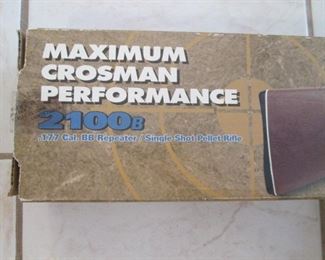 MAXIMUM
CROSMAN
PERFORMANCE
2100B
.177 Cal. BB Repeater / Single Shot Pellet Rifle